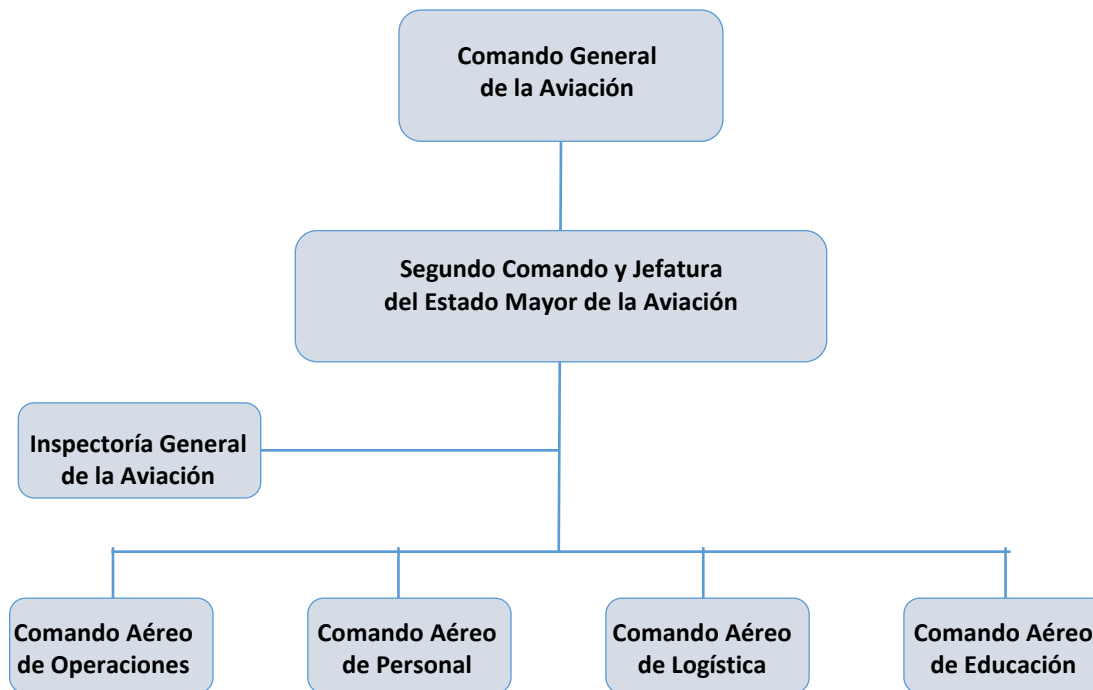 Comando General
de la Aviación
Segundo Comando y Jefatura
del Estado Mayor de la Aviación
Inspectoría General
de la Aviación
Comando Aéreo
de Operaciones
Comando Aéreo
de Personal
Comando Aéreo
de Logística
Comando Aéreo
de Educación